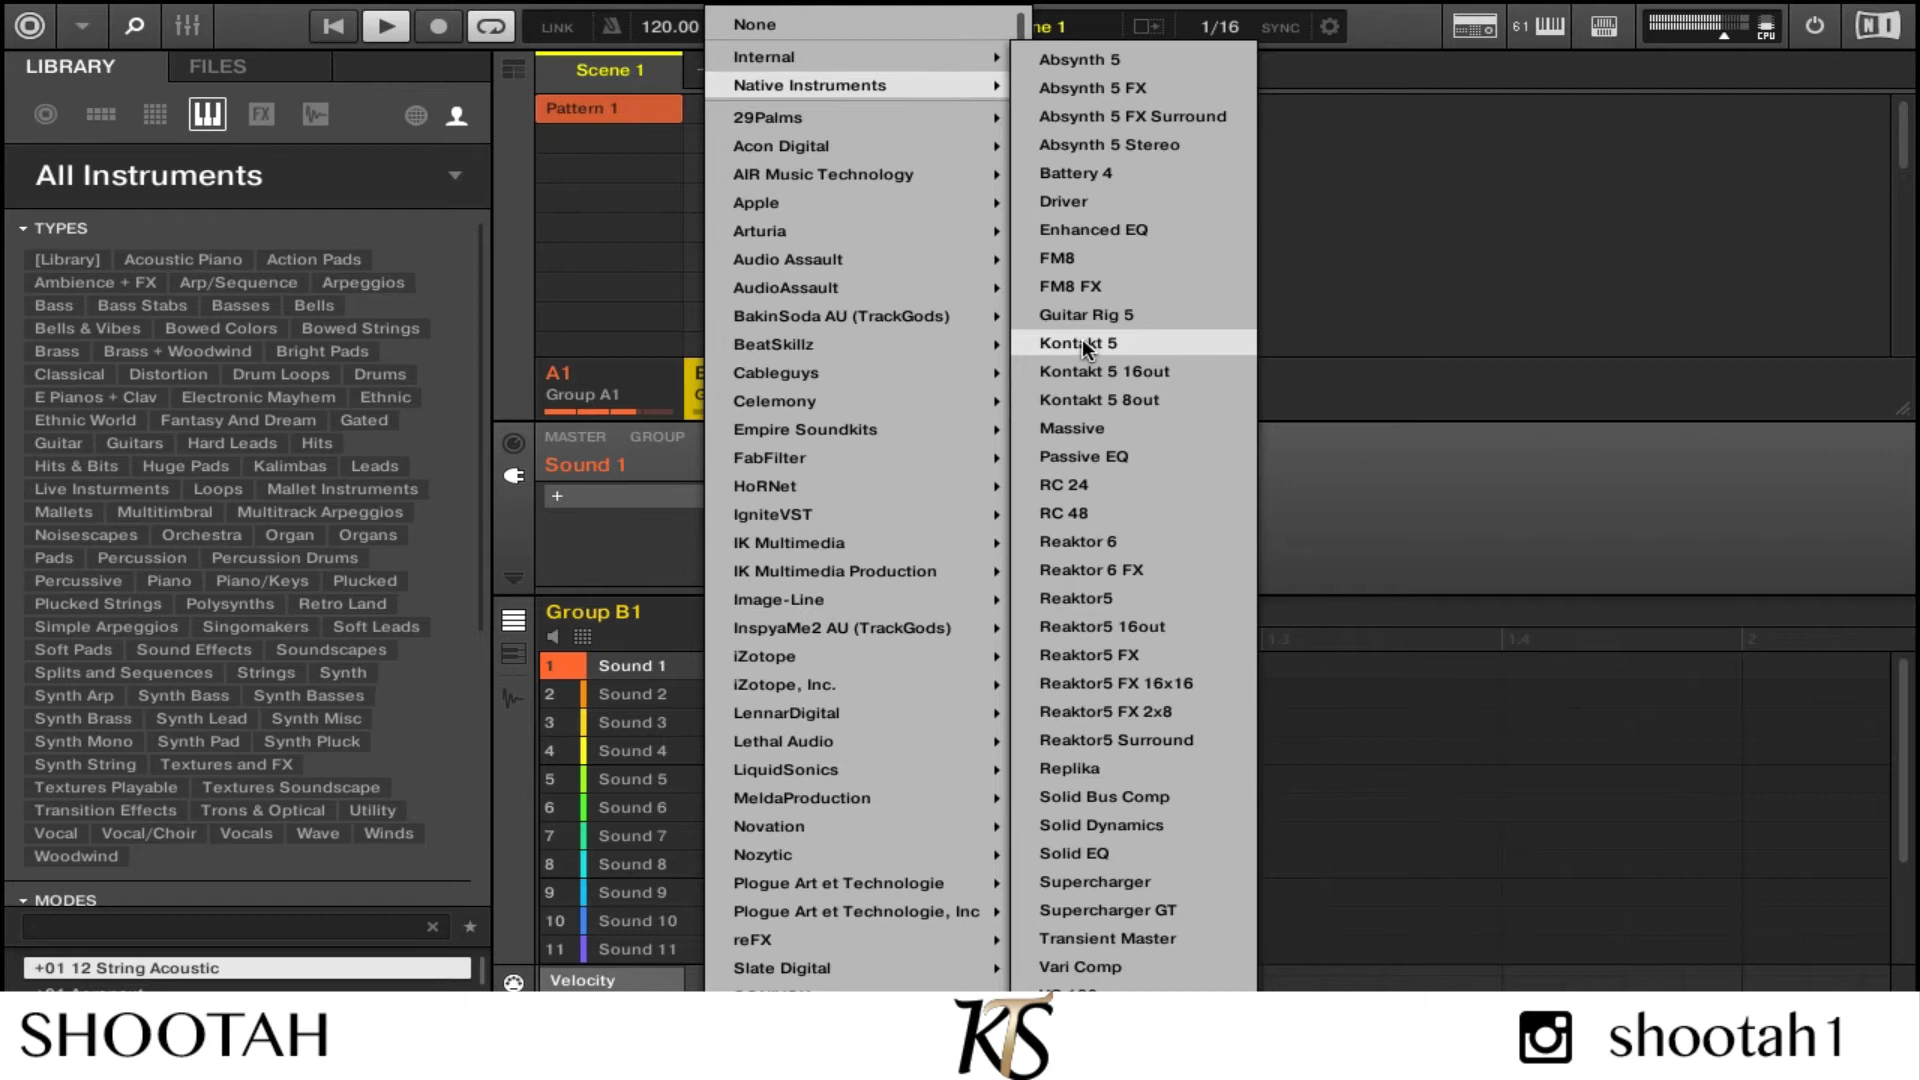 LINK
120.00
ne 1
1/16
SYNC
61
CPU
NI
LIBRARY
FILES
All Instruments
TYPES
[Library] Acoustic Piano Action Pads
Ambience + FX Arp/Sequence Arpeggios
Bass Bass Stabs Basses Bells
Bells & Vibes Bowed Colors Bowed Strings
Brass Brass + Woodwind Bright Pads
Classical Distortion Drum Loops Drums
E Pianos + Clav Electronic Mayhem Ethnic
Ethnic World Fantasy And Dream Gated
Guitar Guitars Hard Leads Hits
Hits & Bits Huge Pads Kalimbas Leads
Live Insturments Loops Mallet Instruments
Mallets Multitimbral Multitrack Arpeggios
Noisescapes Orchestra Organ Organs
Pads Percussion Percussion Drums
Percussive Piano Piano/Keys Plucked
Plucked Strings Polysynths Retro Land
Simple Arpeggios Singomakers Soft Leads
Soft Pads Sound Effects Soundscapes
Splits and Sequences Strings Synth
Synth Arp Synth Bass Synth Basses
Synth Brass Synth Lead Synth Misc
Synth Mono Synth Pad Synth Pluck
Synth String Textures and FX
Textures Playable Textures Soundscape
Transition Effects Trons & Optical Utility
Vocal Vocal/Choir Vocals Wave Winds
Woodwind
MODES
+01 12 String Acoustic
FX
Scene 1
Pattern 1
A1
Group A1
MASTER GROUP
Sound 1
+
Group B1
1 Sound 1
2 Sound 2
3 Sound 3
4 Sound 4
5 Sound 5
6 Sound 6
7 Sound 7
8 Sound 8
9 Sound 9
10 Sound 10
11 Sound 11
Velocity
None
Internal
Native Instruments
29Palms
Acon Digital
AIR Music Technology
Apple
Arturia
Audio Assault
AudioAssault
BakinSoda AU (TrackGods)
BeatSkillz
Cableguys
Celemony
Empire Soundkits
FabFilter
HoRNet
IgniteVST
IK Multimedia
IK Multimedia Production
Image-Line
InspyaMe2 AU (TrackGods)
iZotope
iZotope, Inc.
LennarDigital
Lethal Audio
LiquidSonics
MeldaProduction
Novation
Nozytic
Plogue Art et Technologie
Plogue Art et Technologie, Inc
reFX
Slate Digital
Absynth 5
Absynth 5 FX
Absynth 5 FX Surround
Absynth 5 Stereo
Battery 4
Driver
Enhanced EQ
FM8
FM8 FX
Guitar Rig 5
Kontakt 5
Kontakt 5 16out
Kontakt 5 8out
Massive
Passive EQ
RC 24
RC 48
Reaktor 6
Reaktor 6 FX
Reaktor5
Reaktor5 16out
Reaktor5 FX
Reaktor5 FX 16x16
Reaktor5 FX 2x8
Reaktor5 Surround
Replika
Solid Bus Comp
Solid Dynamics
Solid EQ
Supercharger
Supercharger GT
Transient Master
Vari Comp
1.3
1.4
2
SHOOTAH
KTS
shootah1